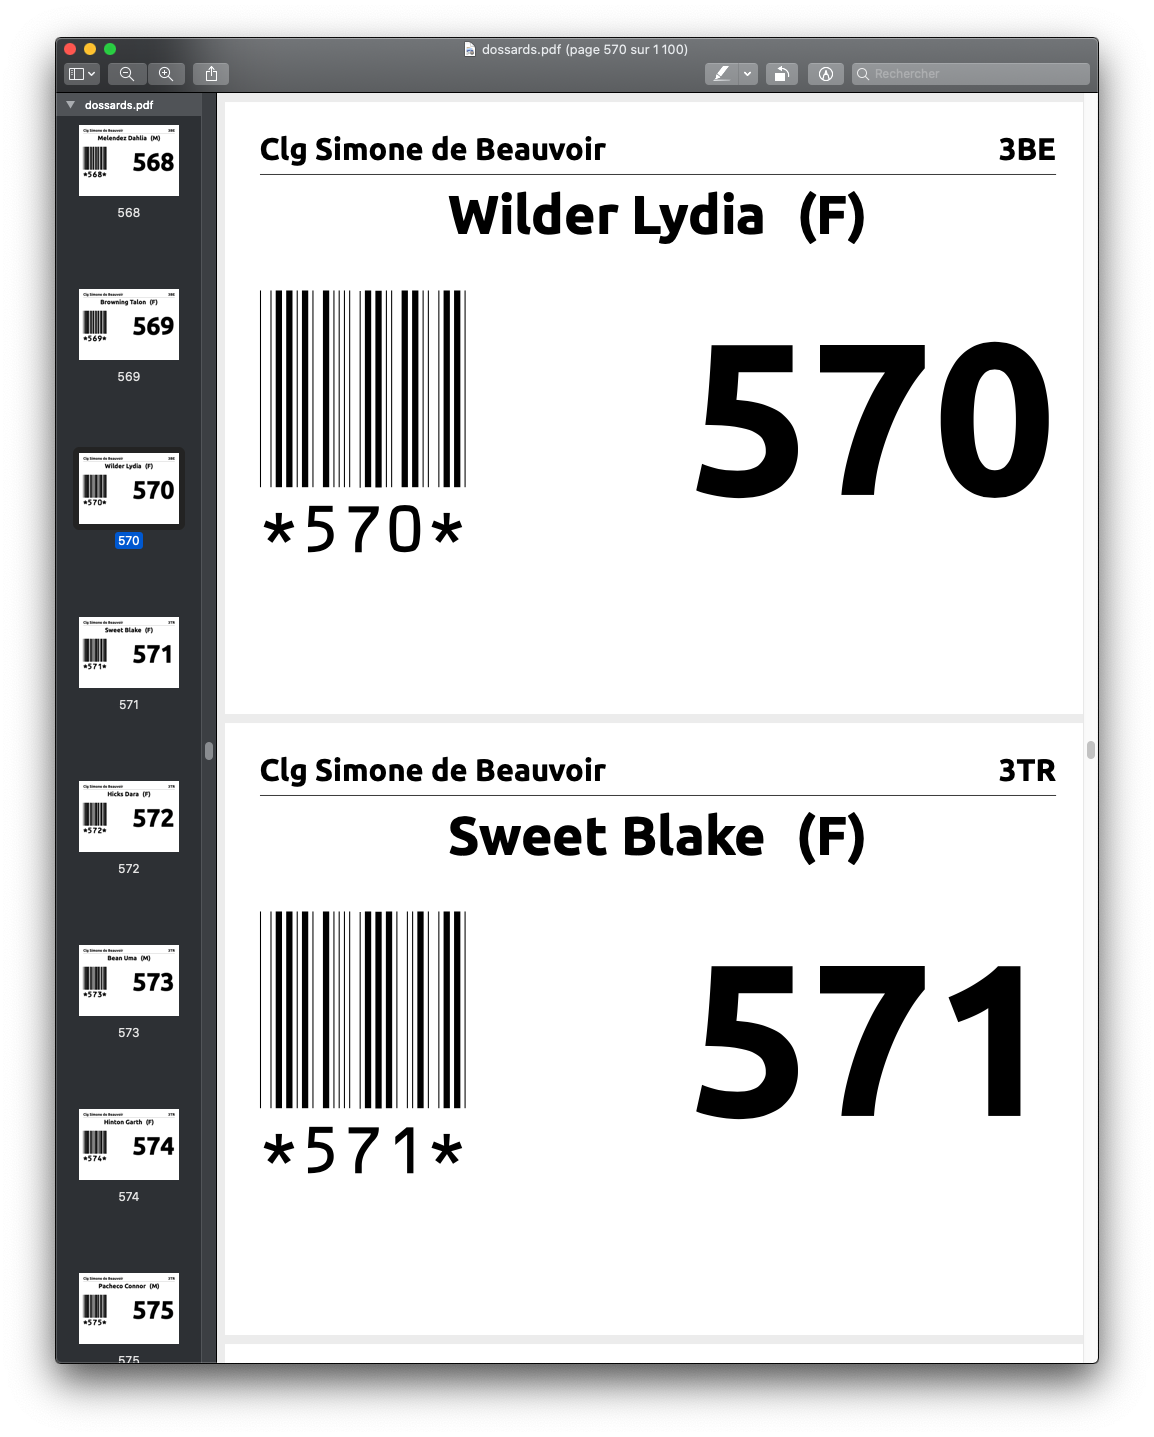 dossards.pdf (page 570 sur 1 100)
Rechercher
dossards.pdf
Clg Simone de Beauvoir 3BE
Melendez Dahlia (M)
568
*568*
568
Clg Simone de Beauvoir 3BE
Browning Talon (F)
569
*569*
569
Clg Simone de Beauvoir 3BE
Wilder Lydia (F)
570
*570*
570
Clg Simone de Beauvoir 3TR
Sweet Blake (F)
571
*571*
571
Clg Simone de Beauvoir 3TR
Hicks Dara (F)
572
*572*
572
Clg Simone de Beauvoir 3TR
Bean Uma (M)
573
*573*
573
Clg Simone de Beauvoir 3TR
Hinton Garth (F)
574
*574*
574
Clg Simone de Beauvoir 3TR
Pacheco Connor (M)
575
*575*
575
Clg Simone de Beauvoir 3BE
Wilder Lydia (F)
570
*570*
Clg Simone de Beauvoir 3TR
Sweet Blake (F)
571
*571*